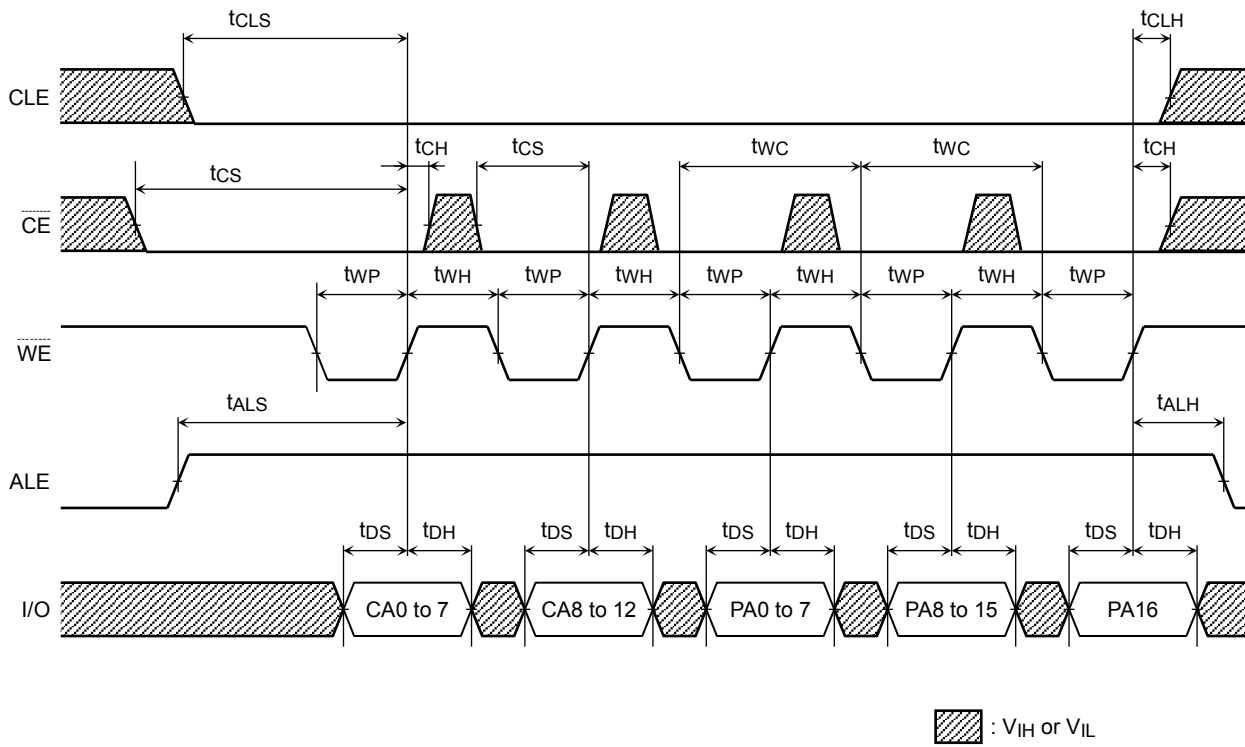 tCLS tCLH
CLE
tCH tCS tWC tWC tCH
tCS
CE
tWP tWH tWP tWH tWP tWH tWP tWH tWP
WE
tALS tALH
ALE
tDS tDH tDS tDH tDS tDH tDS tDH tDS tDH
I/O CA0 to 7 CA8 to 12 PA0 to 7 PA8 to 15 PA16
: VIH or VIL